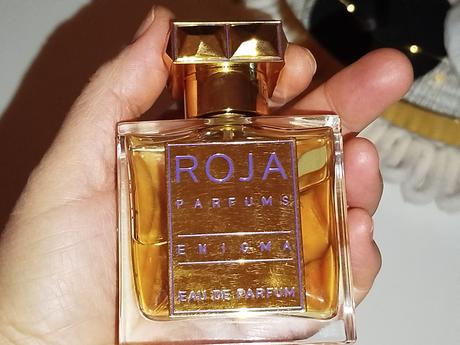 ROJA
PARFUMS
ENIGMA
EAU DE PARFUM